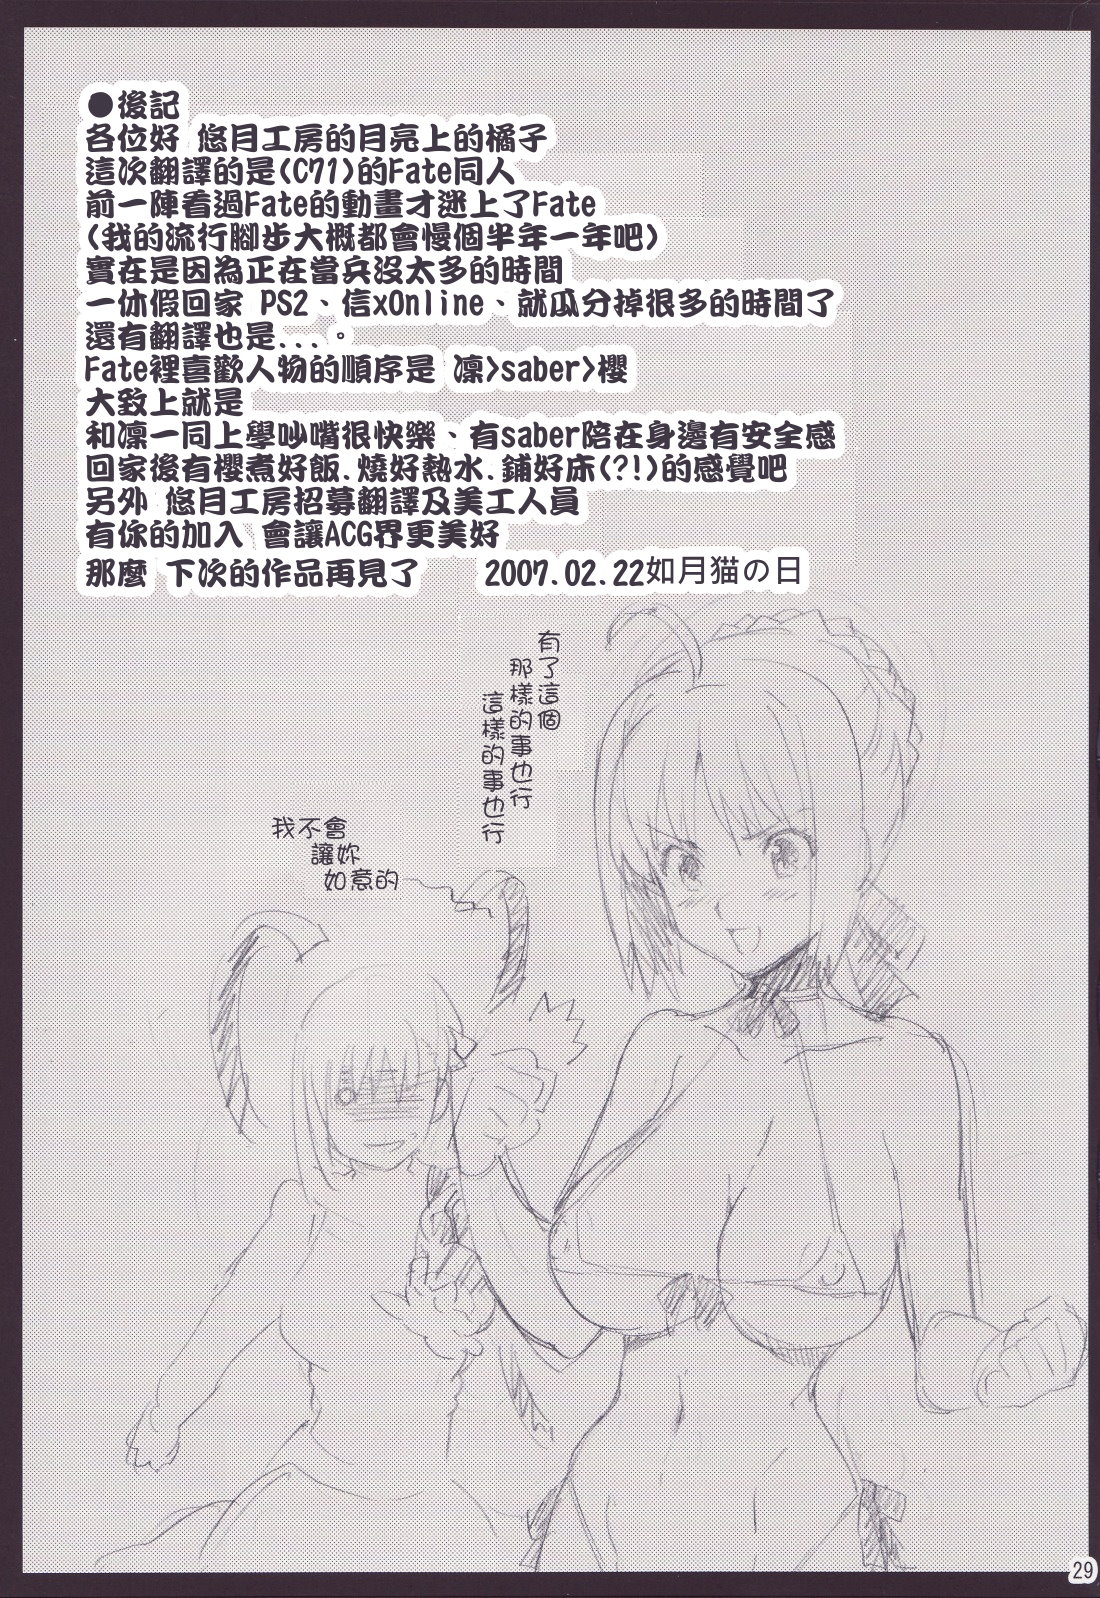 ●後記
各位好 悠月工房的月亮上的橘子
這次翻譯的是(C71)的Fate同人
前一陣看過Fate的動畫才迷上了Fate
(我的流行腳步大概都會慢個半年一年吧)
實在是因為正在當兵沒太多的時間
一休假回家 PS2、信xOnline、就瓜分掉很多的時間了
還有翻譯也是...。
Fate裡喜歡人物的順序是 凜>saber>櫻
大致上就是
和凜一同上學吵嘴很快樂、有saber陪在身邊有安全感
回家後有櫻煮好飯.燒好熱水.鋪好床(?!)的感覺吧
另外 悠月工房招募翻譯及美工人員
有你的加入 會讓ACG界更美好
那麼 下次的作品再見了 2007.02.22如月猫の日
有了這個
那樣的事也行
這樣的事也行
我不會
讓妳
如意的
29